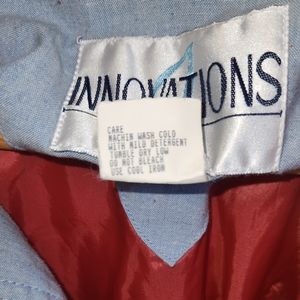 INNOVATIONS
CARE
MACHIN WASH COLD
WITH MILD DETERGENT
TUMBLE DRY LOW
DO NOT BLEACH
USE COOL IRON